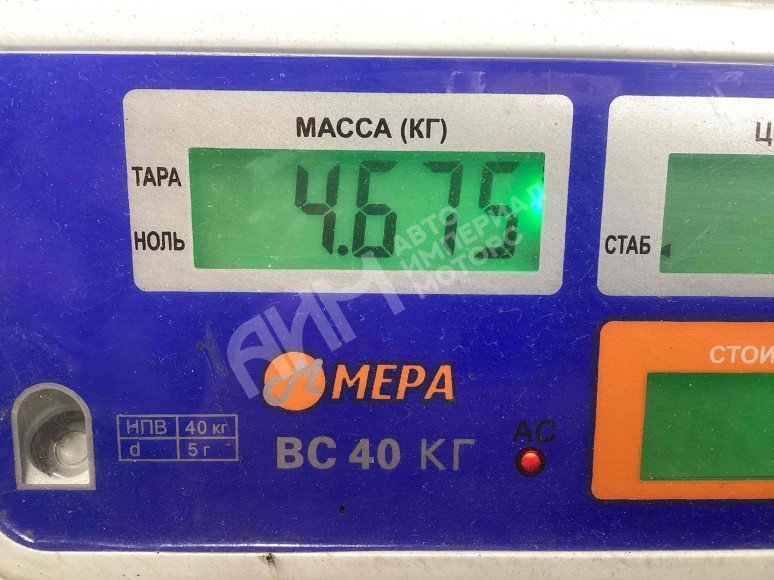 МАССА (КГ)
ТАРА
4.675
НОЛЬ
СТАБ
СТОИ
АИМ АВТО
ИМПЕРИАЛ
МОТОРС
МЕРА
НПВ 40 кг
d 5 г
ВС 40 КГ
АС